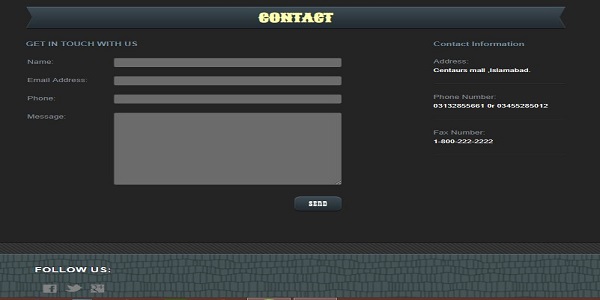 CONTACT
GET IN TOUCH WITH US
Name:
Email Address:
Phone:
Message:
SEND
Contact Information
Address:
Centaurs mall ,Islamabad.
Phone Number:
03132855661 0r 03455285012
Fax Number:
1-800-222-2222
FOLLOW US: